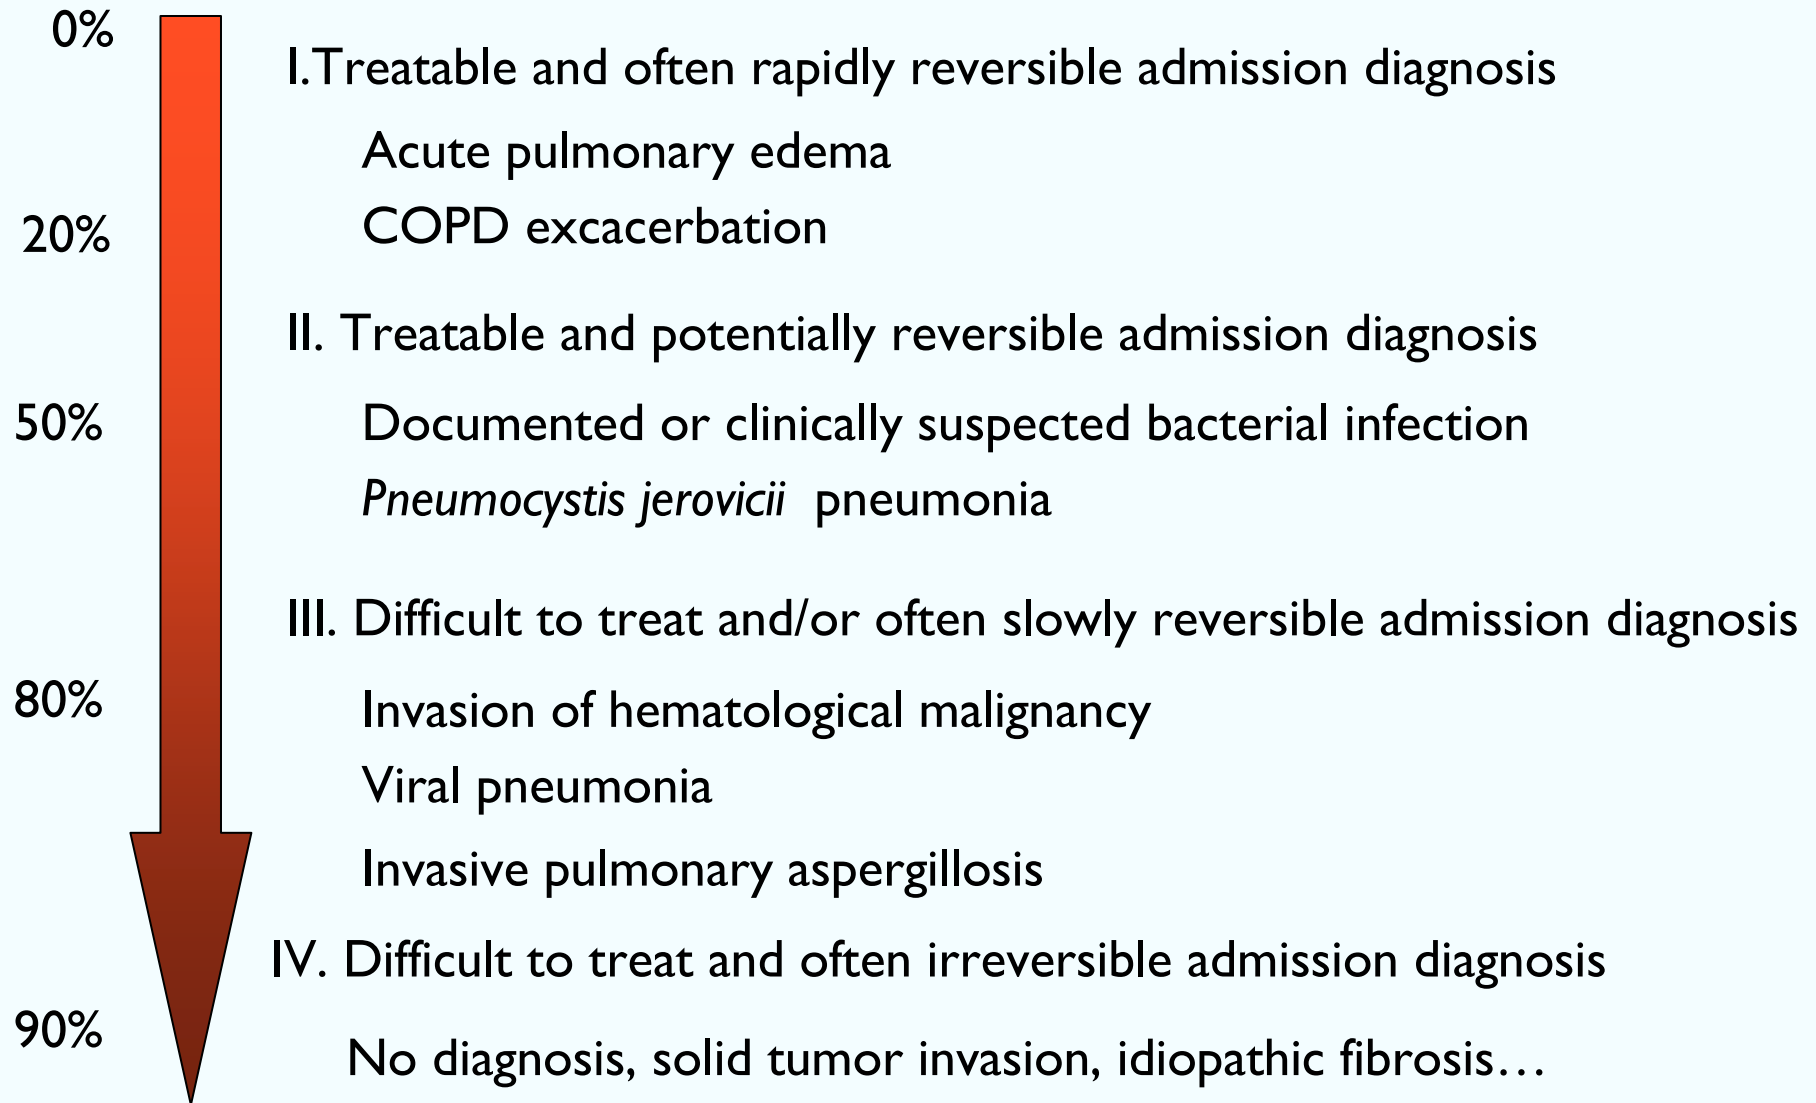 0%
I.Treatable and often rapidly reversible admission diagnosis
Acute pulmonary edema
20%
COPD excacerbation
II. Treatable and potentially reversible admission diagnosis
50%
Documented or clinically suspected bacterial infection
Pneumocystis jerovicii pneumonia
III. Difficult to treat and/or often slowly reversible admission diagnosis
80%
Invasion of hematological malignancy
Viral pneumonia
Invasive pulmonary aspergillosis
IV. Difficult to treat and often irreversible admission diagnosis
90%
No diagnosis, solid tumor invasion, idiopathic fibrosis…